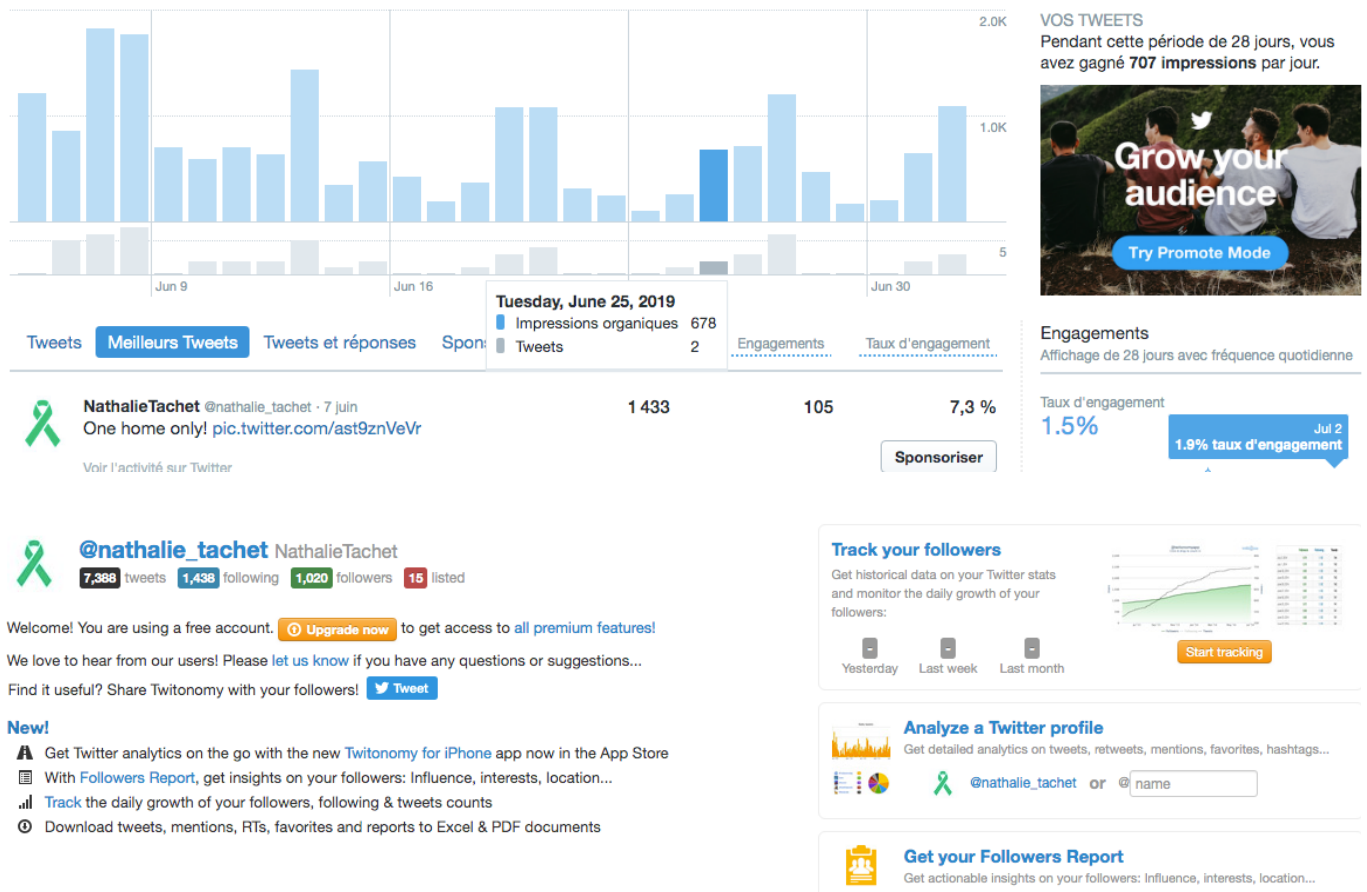 2.0K
1.0K
5
Jun 9
Jun 16
Jun 30
Tuesday, June 25, 2019
Impressions organiques 678
Tweets 2
VOS TWEETS
Pendant cette période de 28 jours, vous
avez gagné 707 impressions par jour.
Grow your
audience
Try Promote Mode
Tweets Meilleurs Tweets Tweets et réponses Spons Engagements Taux d'engagement
NathalieTachet @nathalie_tachet · 7 juin 1 433 105 7,3 %
One home only! pic.twitter.com/ast9znVeVr
Voir l'activité sur Twitter
Sponsoriser
Engagements
Affichage de 28 jours avec fréquence quotidienne
Taux d'engagement
1.5%
Jul 2
1.9% taux d'engagement
@nathalie_tachet NathalieTachet
7,388 tweets 1,438 following 1,020 followers 15 listed
Welcome! You are using a free account. Upgrade now to get access to all premium features!
We love to hear from our users! Please let us know if you have any questions or suggestions...
Find it useful? Share Twitonomy with your followers! Tweet
New!
Get Twitter analytics on the go with the new Twitonomy for iPhone app now in the App Store
With Followers Report, get insights on your followers: Influence, interests, location...
Track the daily growth of your followers, following & tweets counts
Download tweets, mentions, RTs, favorites and reports to Excel & PDF documents
Track your followers
Get historical data on your Twitter stats
and monitor the daily growth of your
followers:
- - -
Yesterday Last week Last month
Start tracking
Analyze a Twitter profile
Get detailed analytics on tweets, retweets, mentions, favorites, hashtags...
@nathalie_tachet or @ name
Get your Followers Report
Get actionable insights on your followers: Influence, interests, location...